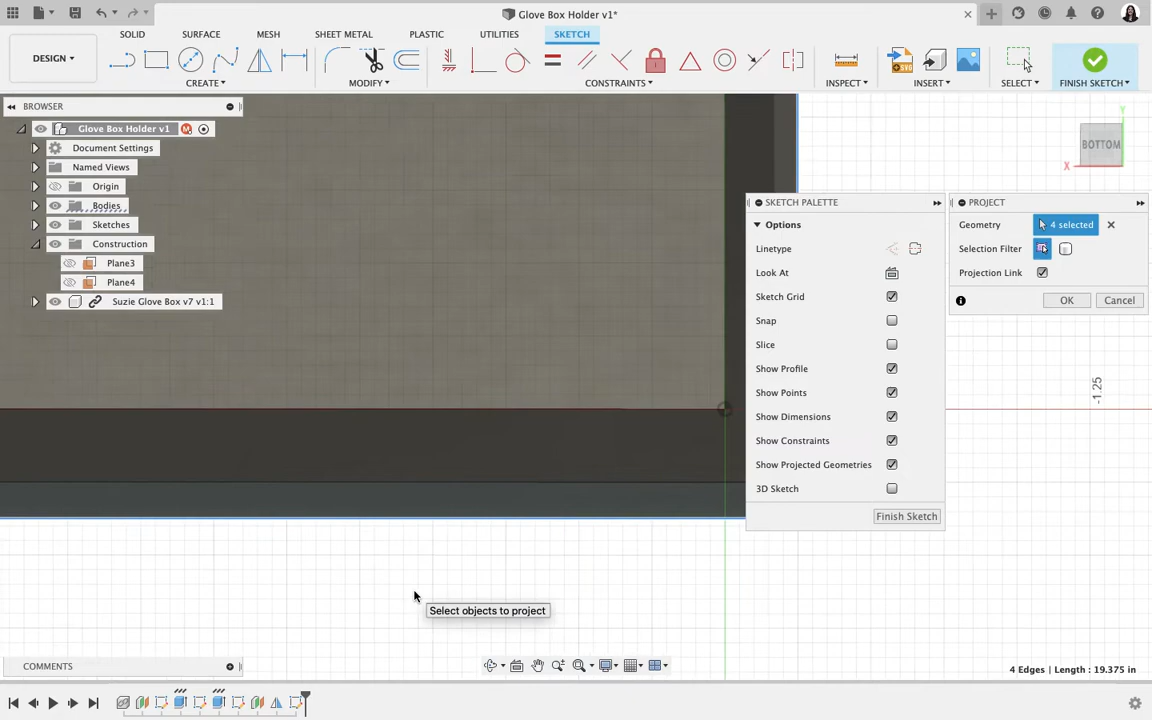 Glove Box Holder v1*
DESIGN
SOLID
SURFACE
MESH
SHEET METAL
PLASTIC
UTILITIES
SKETCH
CREATE
MODIFY
CONSTRAINTS
INSPECT
INSERT
SELECT
FINISH SKETCH
BROWSER
Glove Box Holder v1
Document Settings
Named Views
Origin
Bodies
Sketches
Construction
Plane3
Plane4
Suzie Glove Box v7 v1:1
BOTTOM
X
Y
SKETCH PALETTE
Options
Linetype
Look At
Sketch Grid
Snap
Slice
Show Profile
Show Points
Show Dimensions
Show Constraints
Show Projected Geometries
3D Sketch
Finish Sketch
PROJECT
Geometry
4 selected
Selection Filter
Projection Link
OK
Cancel
-1.25
Select objects to project
COMMENTS
4 Edges | Length : 19.375 in